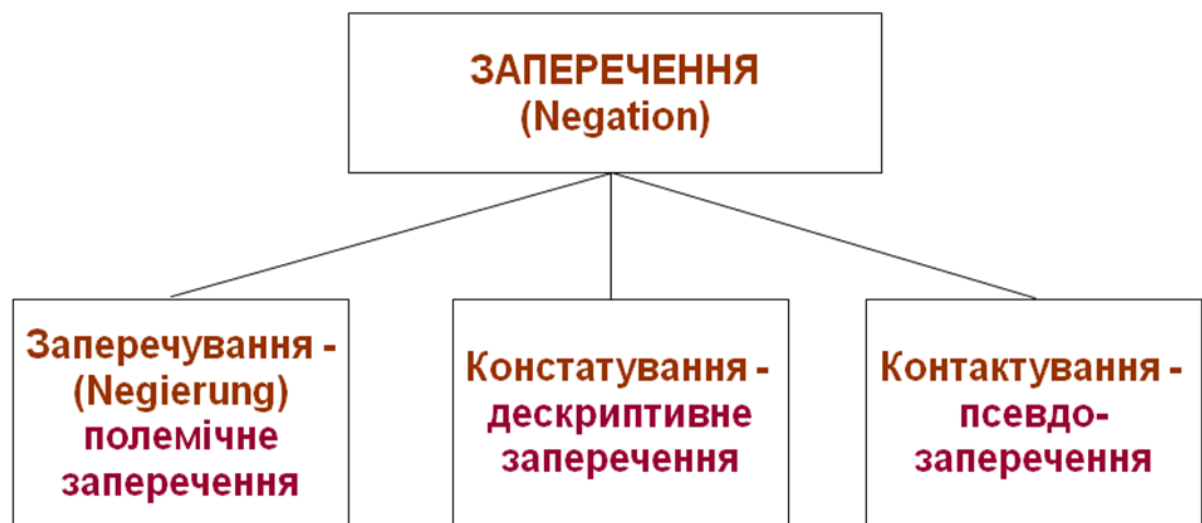 ЗАПЕРЕЧЕННЯ
(Negation)
Заперечування -
(Negierung)
полемічне
заперечення
Констатування -
дескриптивне
заперечення
Контактування -
псевдо-
заперечення